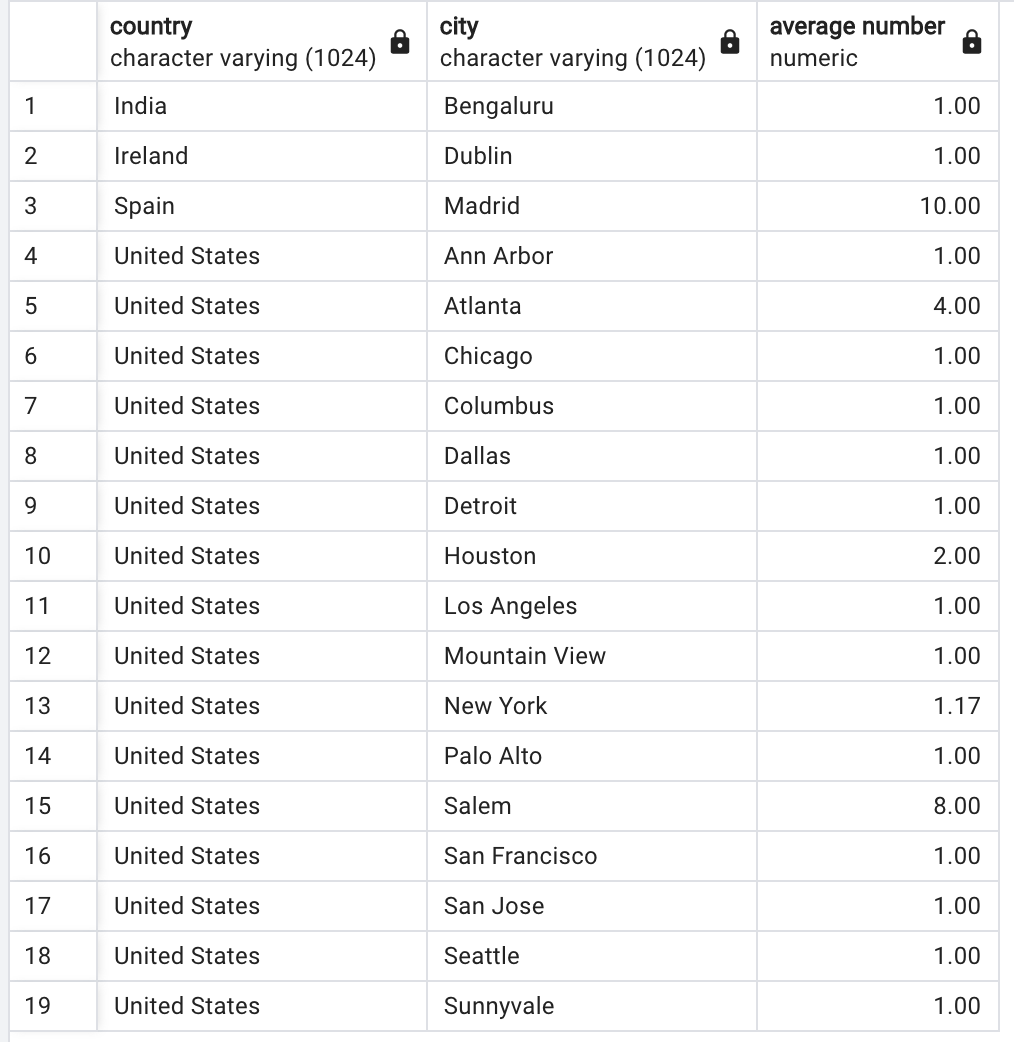 country city average number
character varying (1024) character varying (1024) numeric
1 India Bengaluru 1.00
2 Ireland Dublin 1.00
3 Spain Madrid 10.00
4 United States Ann Arbor 1.00
5 United States Atlanta 4.00
6 United States Chicago 1.00
7 United States Columbus 1.00
8 United States Dallas 1.00
9 United States Detroit 1.00
10 United States Houston 2.00
11 United States Los Angeles 1.00
12 United States Mountain View 1.00
13 United States New York 1.17
14 United States Palo Alto 1.00
15 United States Salem 8.00
16 United States San Francisco 1.00
17 United States San Jose 1.00
18 United States Seattle 1.00
19 United States Sunnyvale 1.00